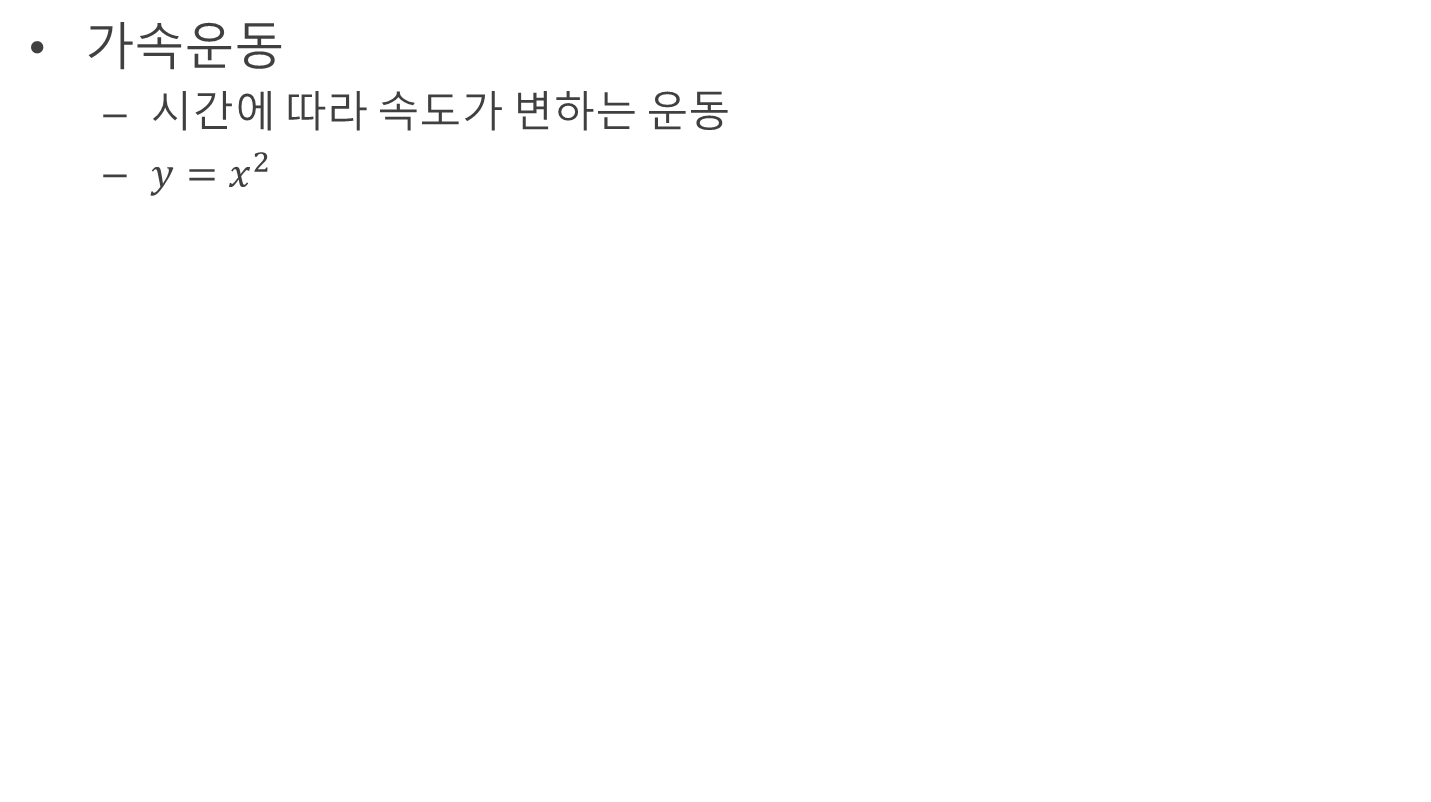 • 가속운동
– 시간에 따라 속도가 변하는 운동
– y = x²